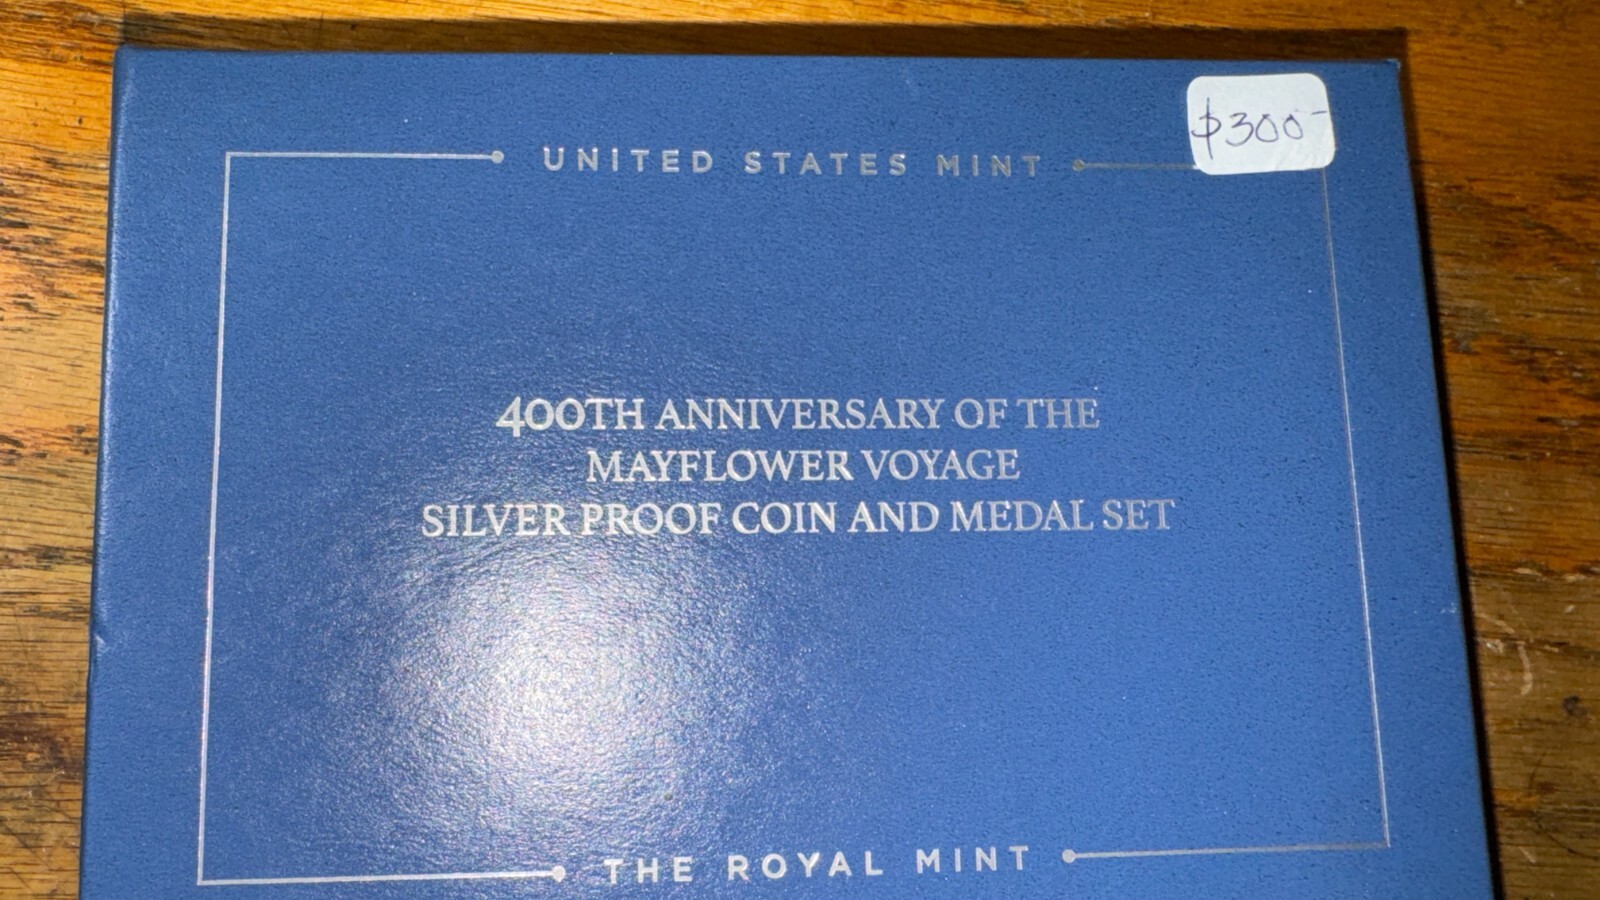 $300-
UNITED STATES MINT
400TH ANNIVERSARY OF THE
MAYFLOWER VOYAGE
SILVER PROOF COIN AND MEDAL SET
THE ROYAL MINT